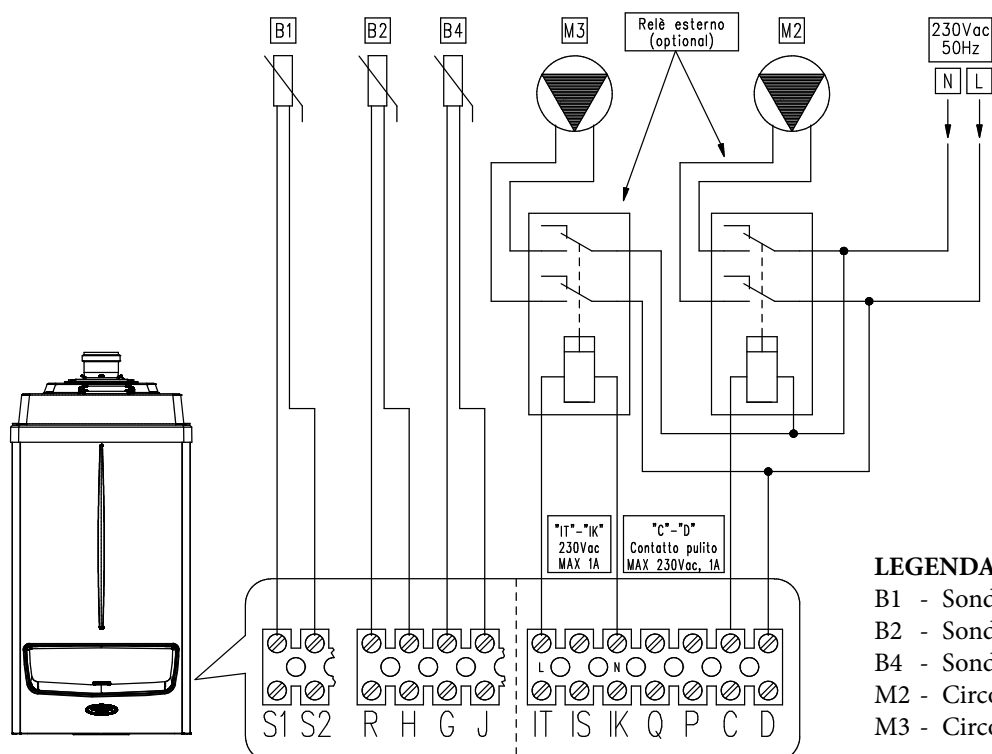 B1
B2
B4
M3
Relè esterno
(optional)
M2
230Vac
50Hz
N
L
"IT"-"IK"
230Vac
MAX 1A
"C"-"D"
Contatto pulito
MAX 230Vac, 1A
L
N
S1 S2 R H G J IT IS IK Q P C D
LEGENDA
B1 - Sond
B2 - Sond
B4 - Sond
M2 - Circo
M3 - Circo